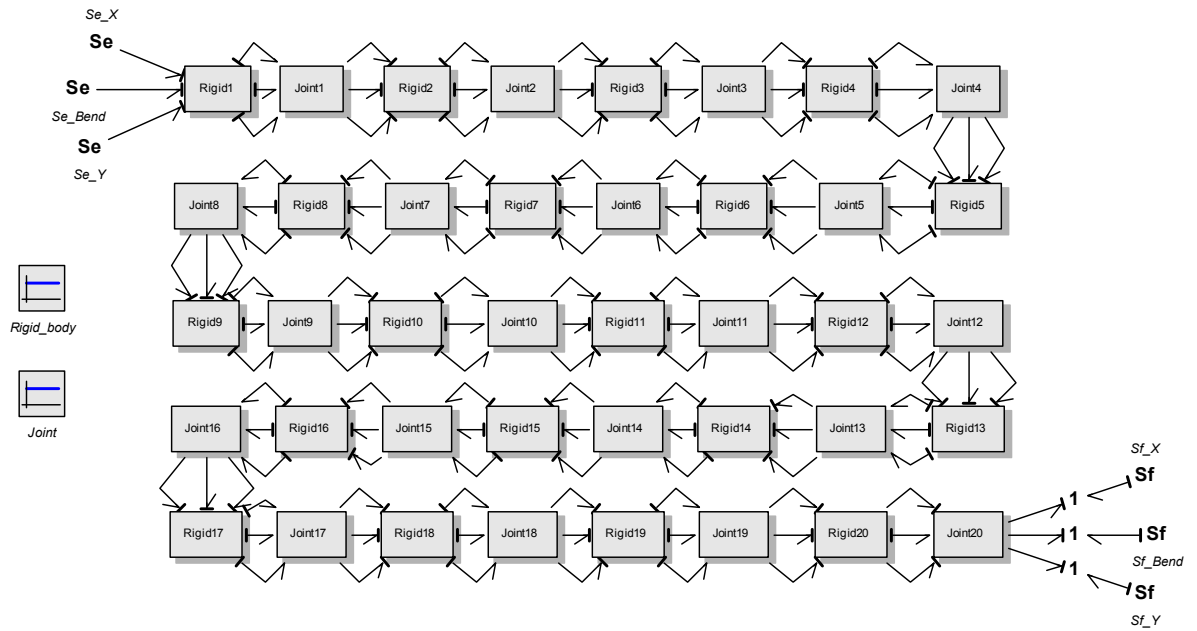 Se_X
Se
Se
Se_Bend
Se
Se_Y
Rigid1 Joint1 Rigid2 Joint2 Rigid3 Joint3 Rigid4 Joint4
Joint8 Rigid8 Joint7 Rigid7 Joint6 Rigid6 Joint5 Rigid5
Rigid_body
Rigid9 Joint9 Rigid10 Joint10 Rigid11 Joint11 Rigid12 Joint12
Joint
Joint16 Rigid16 Joint15 Rigid15 Joint14 Rigid14 Joint13 Rigid13
Rigid17 Joint17 Rigid18 Joint18 Rigid19 Joint19 Rigid20 Joint20
Sf_X
1 Sf
1 Sf
Sf_Bend
1 Sf
Sf_Y